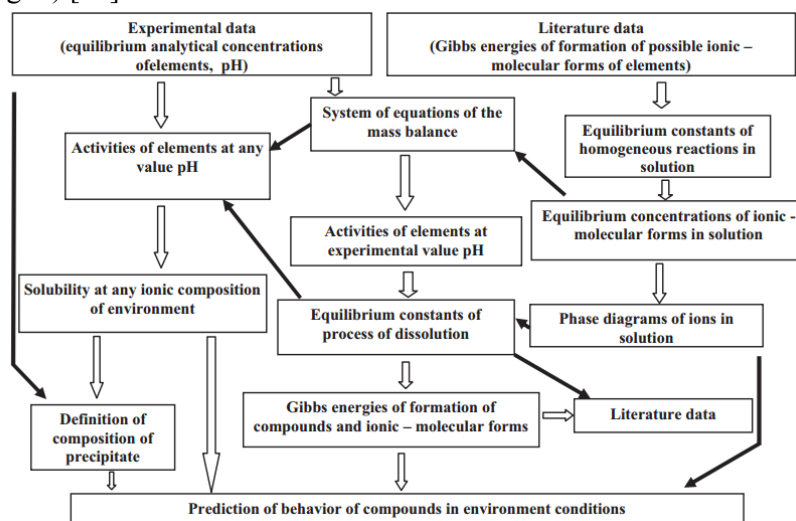 Experimental data
(equilibrium analytical concentrations
ofelements, pH)
Literature data
(Gibbs energies of formation of possible ionic –
molecular forms of elements)
System of equations of the
mass balance
Activities of elements at any
value pH
Equilibrium constants of
homogeneous reactions in
solution
Equilibrium concentrations of ionic -
molecular forms in solution
Activities of elements at
experimental value pH
Solubility at any ionic composition
of environment
Equilibrium constants of
process of dissolution
Phase diagrams of ions in
solution
Gibbs energies of formation of
compounds and ionic – molecular forms
Literature data
Definition of
composition of
precipitate
Prediction of behavior of compounds in environment conditions